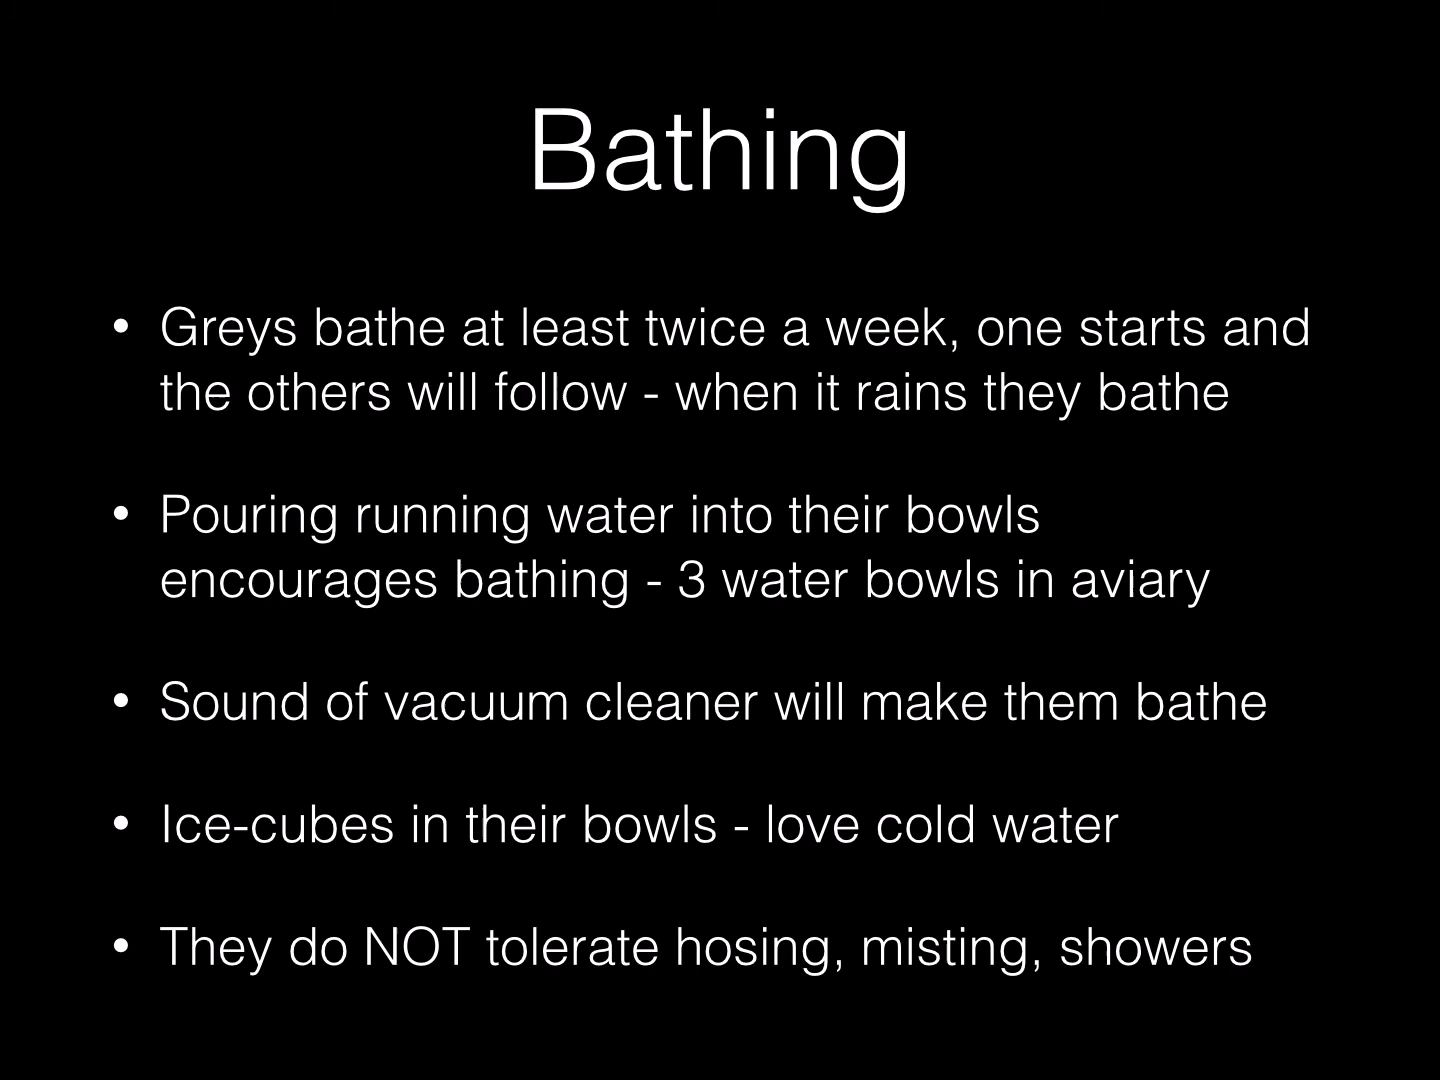 Bathing
• Greys bathe at least twice a week, one starts and
the others will follow - when it rains they bathe
• Pouring running water into their bowls
encourages bathing - 3 water bowls in aviary
• Sound of vacuum cleaner will make them bathe
• Ice-cubes in their bowls - love cold water
• They do NOT tolerate hosing, misting, showers